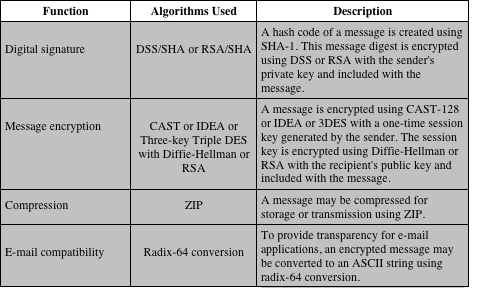 Function
Algorithms Used
Description
Digital signature
DSS/SHA or RSA/SHA
A hash code of a message is created using
SHA-1. This message digest is encrypted
using DSS or RSA with the sender's
private key and included with the
message.
Message encryption
CAST or IDEA or
Three-key Triple DES
with Diffie-Hellman or
RSA
A message is encrypted using CAST-128
or IDEA or 3DES with a one-time session
key generated by the sender. The session
key is encrypted using Diffie-Hellman or
RSA with the recipient's public key and
included with the message.
Compression
ZIP
A message may be compressed for
storage or transmission using ZIP.
E-mail compatibility
Radix-64 conversion
To provide transparency for e-mail
applications, an encrypted message may
be converted to an ASCII string using
radix-64 conversion.